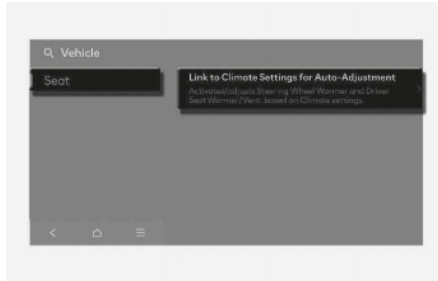 Vehicle
Seat
Link to Climate Settings for Auto-Adjustment
Activates/adjusts Steering Wheel Warmer and Driver
Seat Warmer/Vent. based on Climate settings.